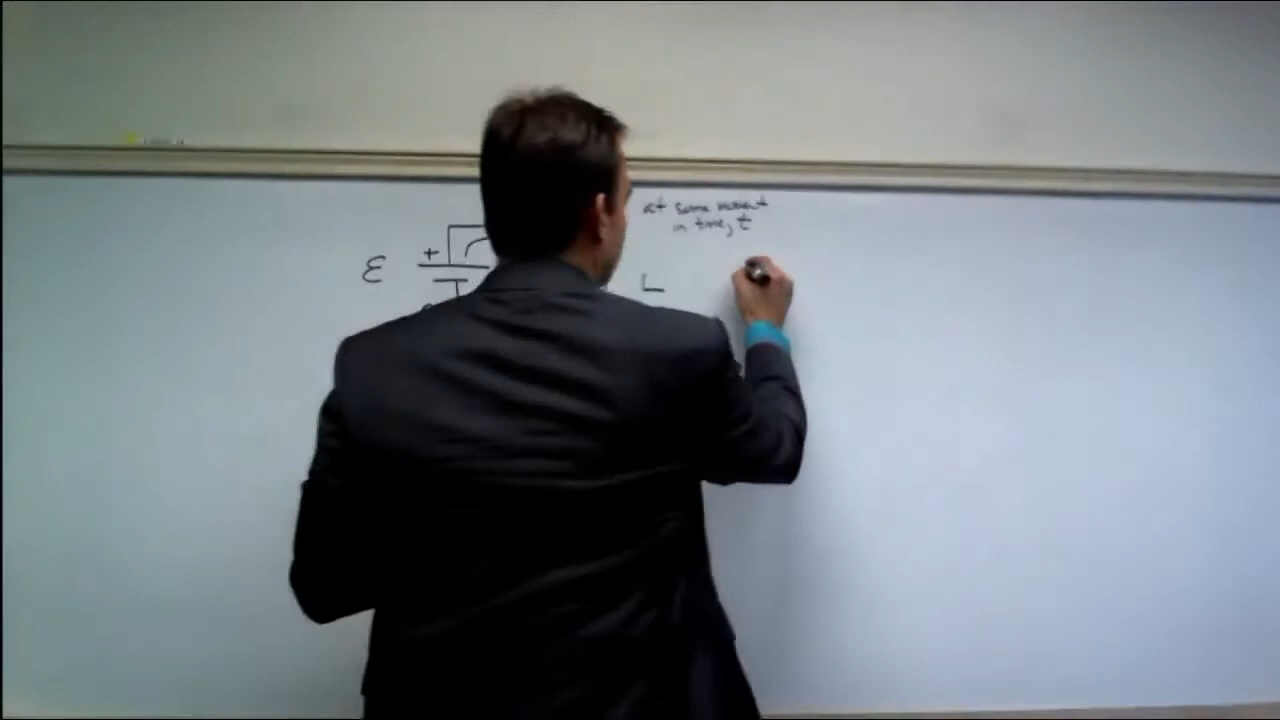 at some moment
in time, t
+
ε
L